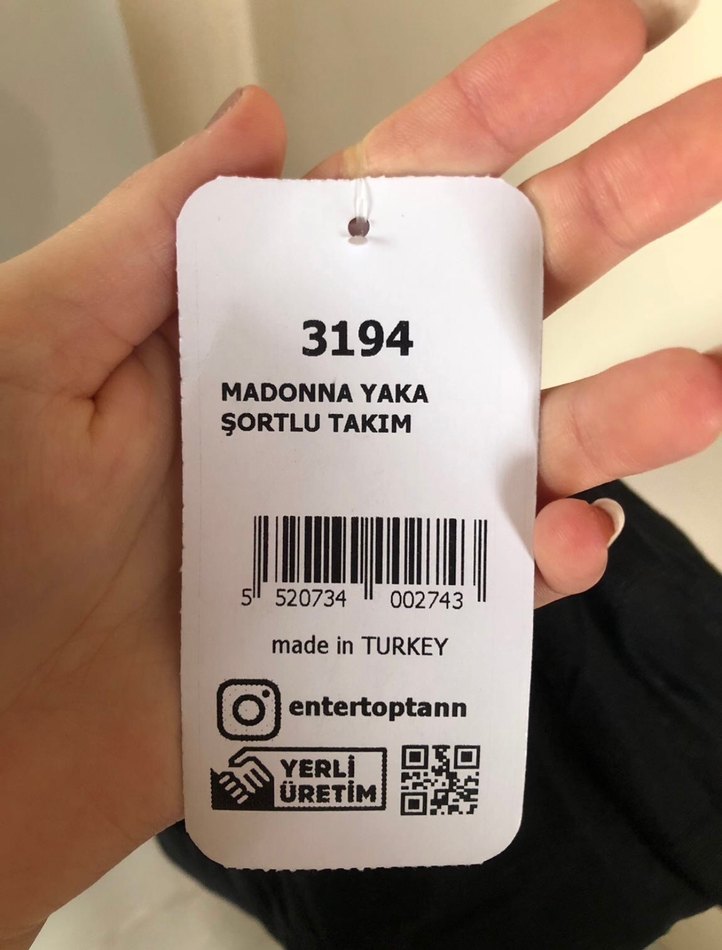 3194
MADONNA YAKA
ŞORTLU TAKIM
5 520734 002743
made in TURKEY
entertoptann
YERLİ
ÜRETİM